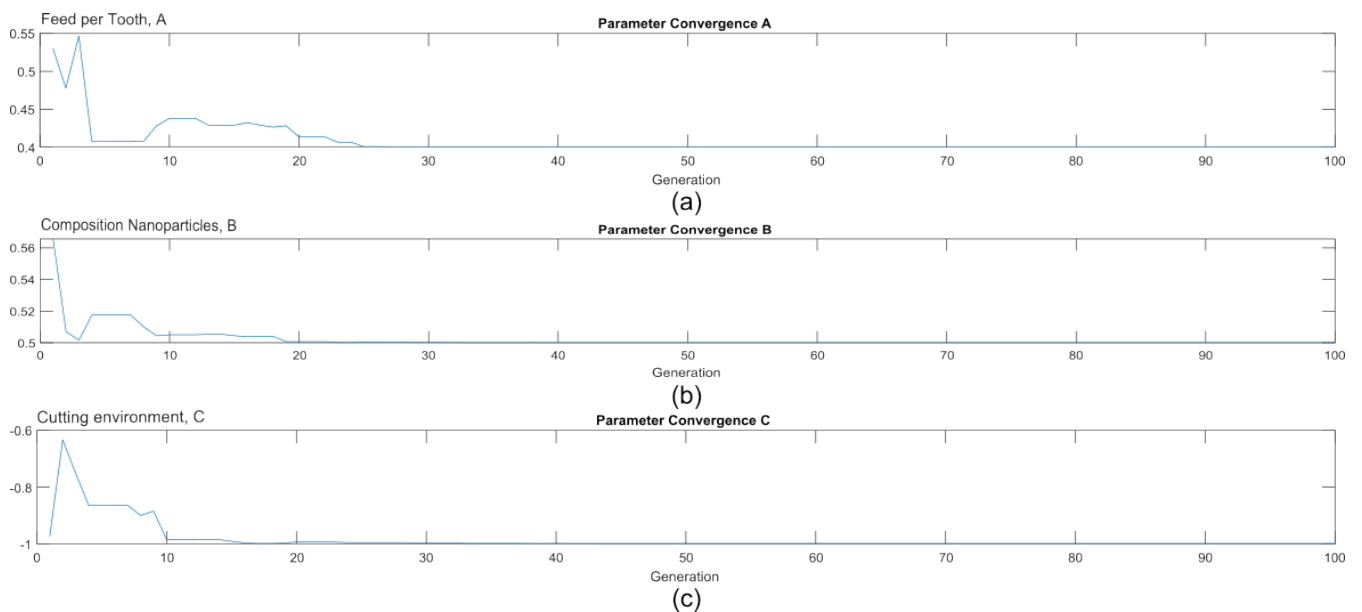 Feed per Tooth, A
Parameter Convergence A
0.55
0.5
0.45
0.4
0 10 20 30 40 50 60 70 80 90 100
Generation
(a)
Composition Nanoparticles, B
Parameter Convergence B
0.56
0.54
0.52
0.5
0 10 20 30 40 50 60 70 80 90 100
Generation
(b)
Cutting environment, C
Parameter Convergence C
-0.6
-0.8
-1
0 10 20 30 40 50 60 70 80 90 100
Generation
(c)